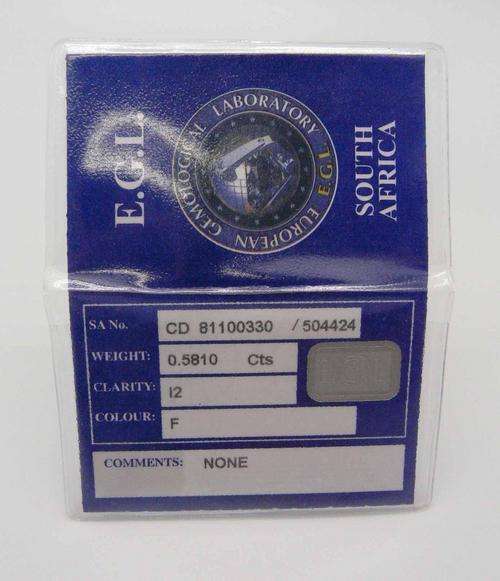 E.G.L.
EUROPEAN GEMOLOGICAL LABORATORY
E.G.L.
SOUTH
AFRICA
SA No. CD 81100330 / 504424
WEIGHT: 0.5810 Cts
CLARITY: I2
COLOUR: F
COMMENTS: NONE